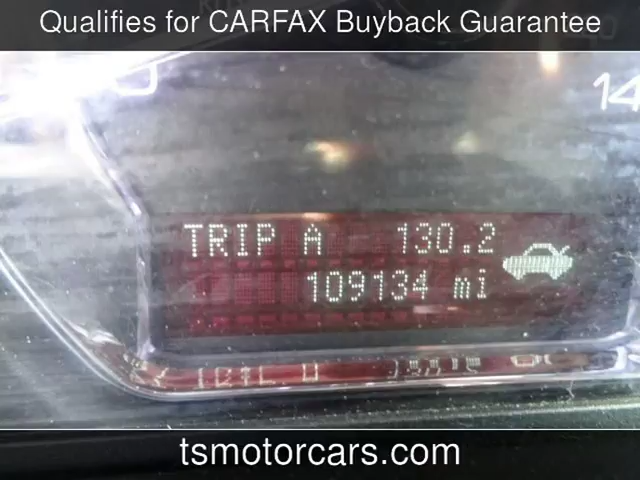 Qualifies for CARFAX Buyback Guarantee
TRIP A 130.2
109134 mi
tsmotorcars.com